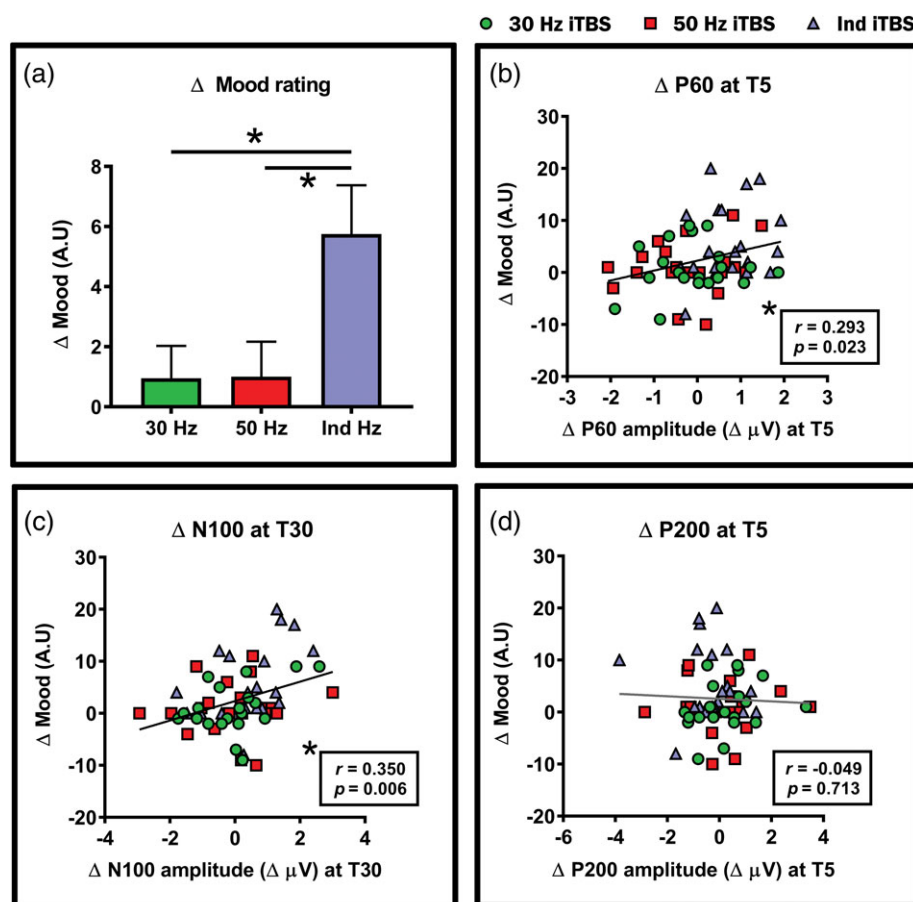 30 Hz iTBS 50 Hz iTBS Ind iTBS
(a)
Δ Mood rating
*
*
Δ Mood (A.U)
8
6
4
2
0
30 Hz 50 Hz Ind Hz
(b)
Δ P60 at T5
Δ Mood (A.U)
30
20
10
0
-10
-20
*
r = 0.293
p = 0.023
-3 -2 -1 0 1 2 3
Δ P60 amplitude (Δ μV) at T5
(c)
Δ N100 at T30
Δ Mood (A.U)
30
20
10
0
-10
-20
*
r = 0.350
p = 0.006
-4 -2 0 2 4
Δ N100 amplitude (Δ μV) at T30
(d)
Δ P200 at T5
Δ Mood (A.U)
30
20
10
0
-10
-20
r = -0.049
p = 0.713
-6 -4 -2 0 2 4
Δ P200 amplitude (Δ μV) at T5